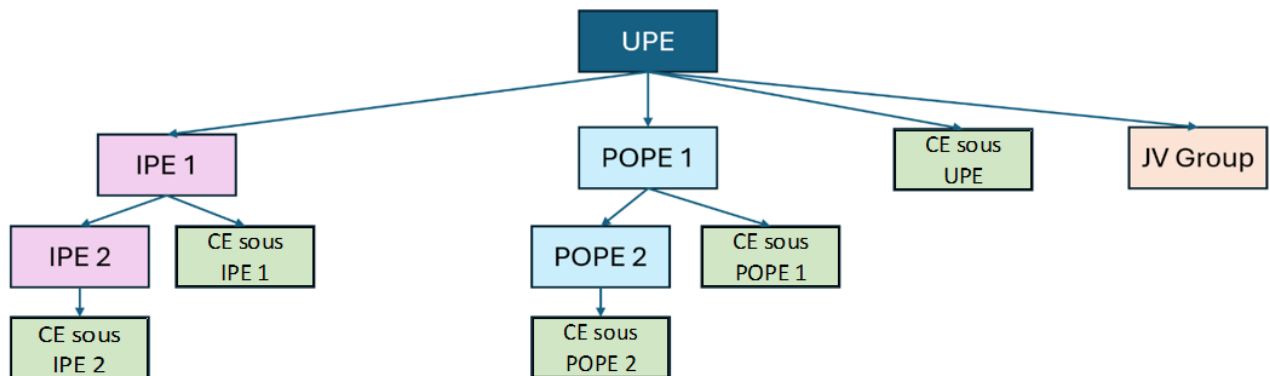 UPE
IPE 1
POPE 1
CE sous
UPE
JV Group
IPE 2
CE sous
IPE 1
POPE 2
CE sous
POPE 1
CE sous
IPE 2
CE sous
POPE 2